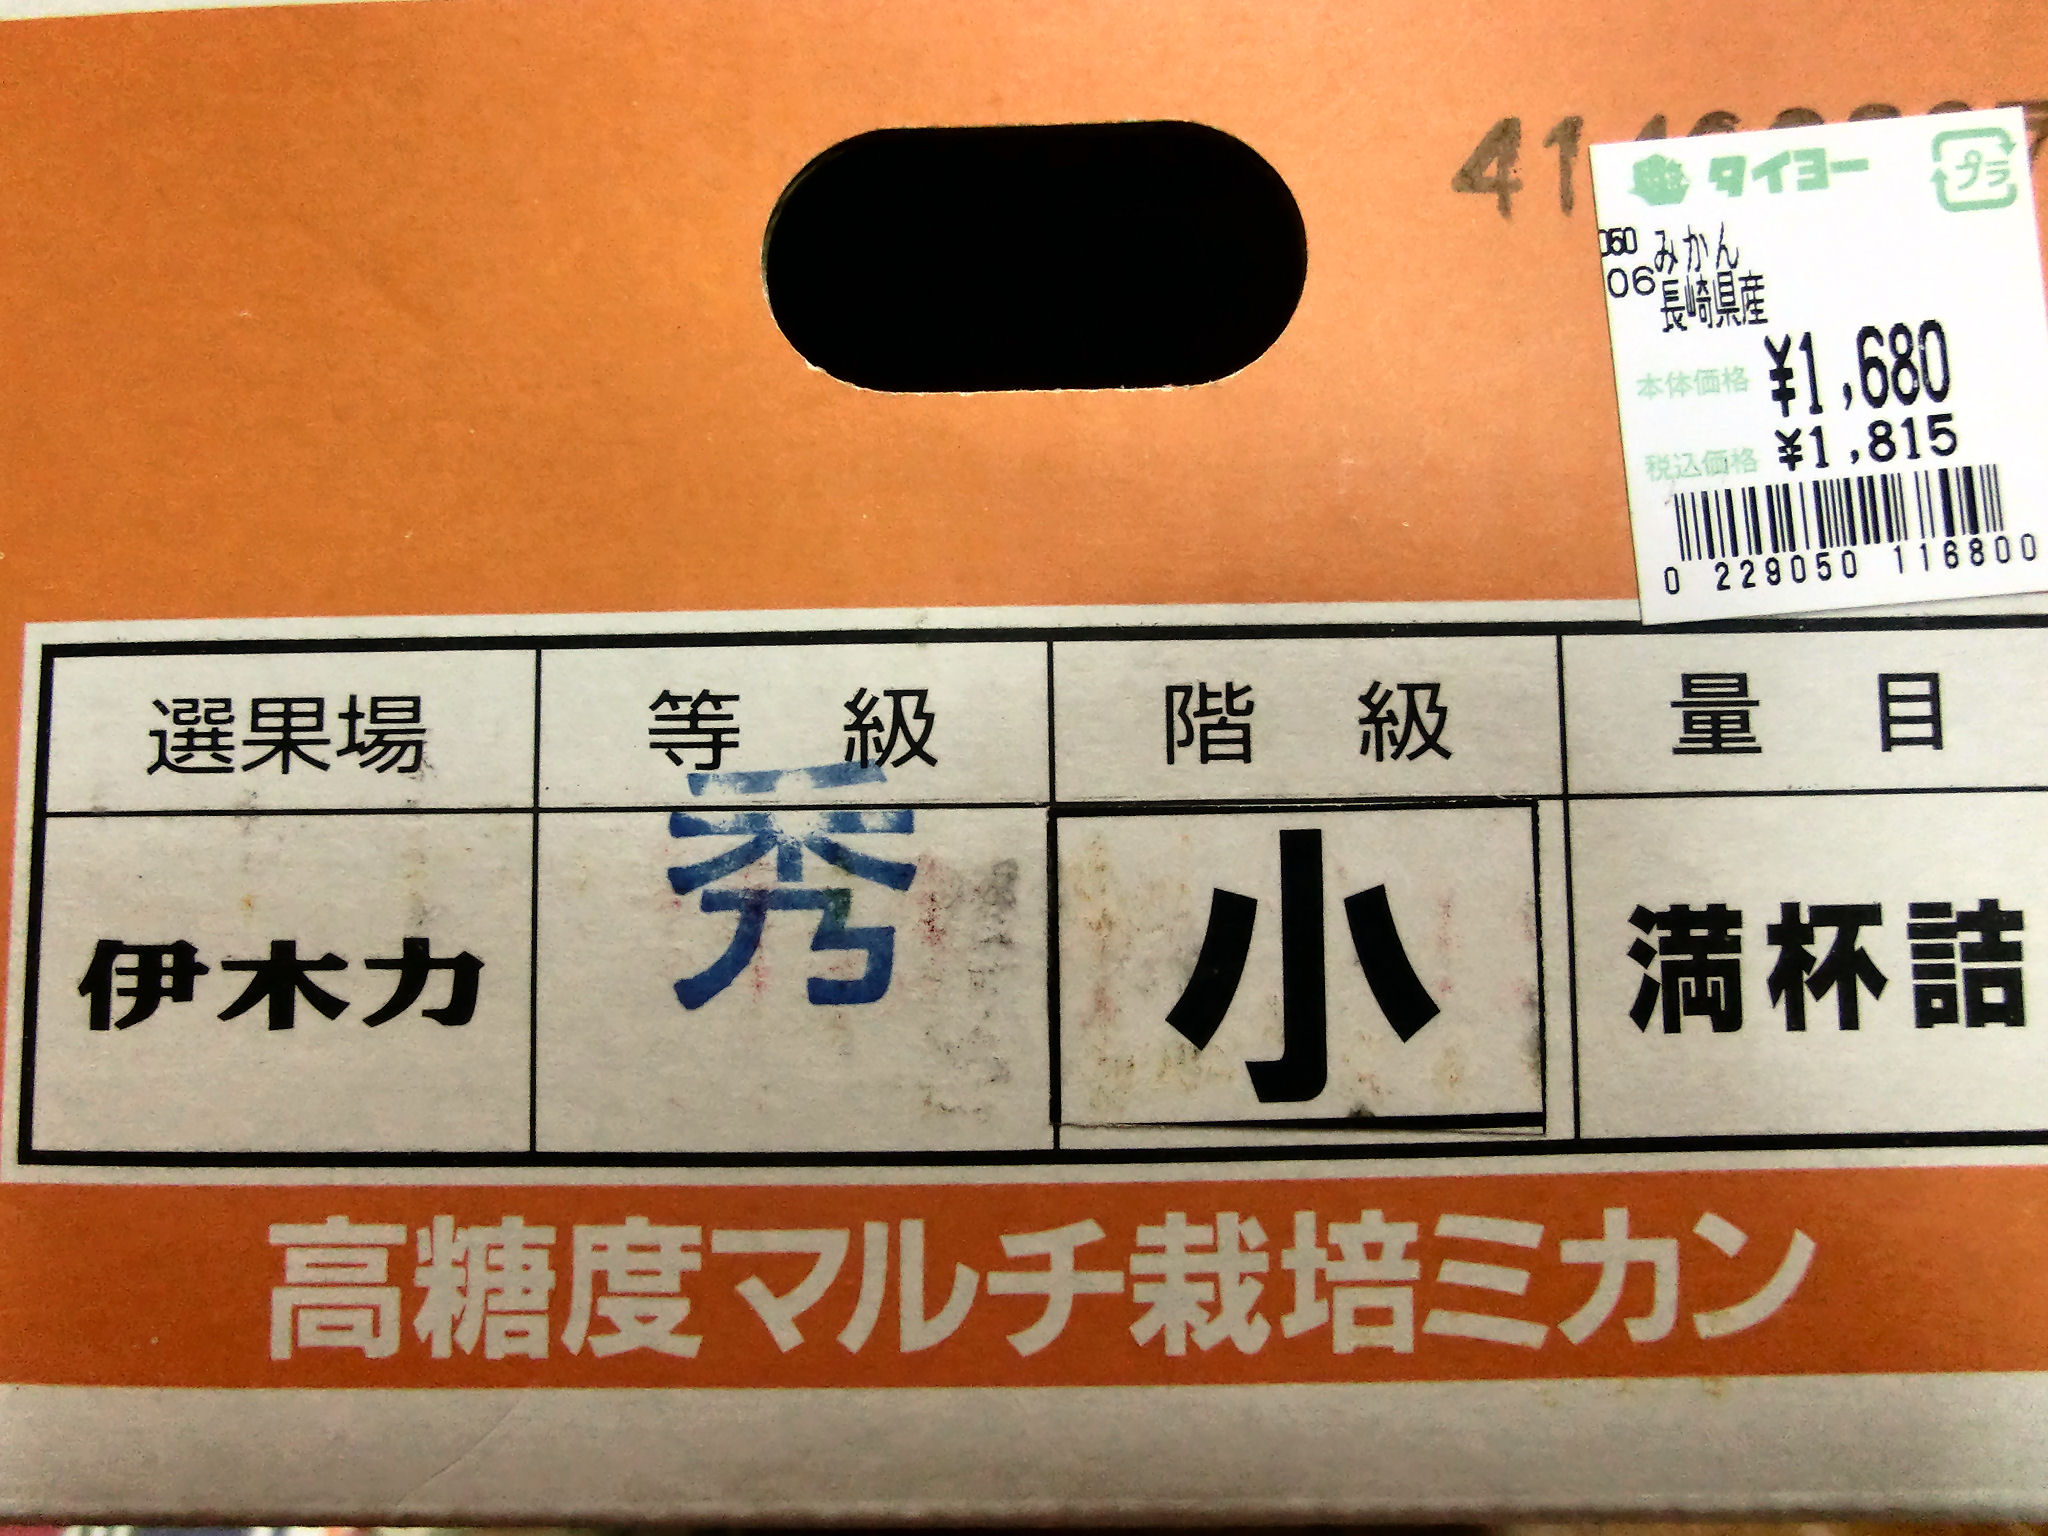 タイヨー
プラ
050 みかん
06 長崎県産
本体価格 ¥1,680
税込価格 ¥1,815
0 229050 116800
選果場 等級 階級 量目
伊木力 秀 小 満杯詰
高糖度マルチ栽培ミカン